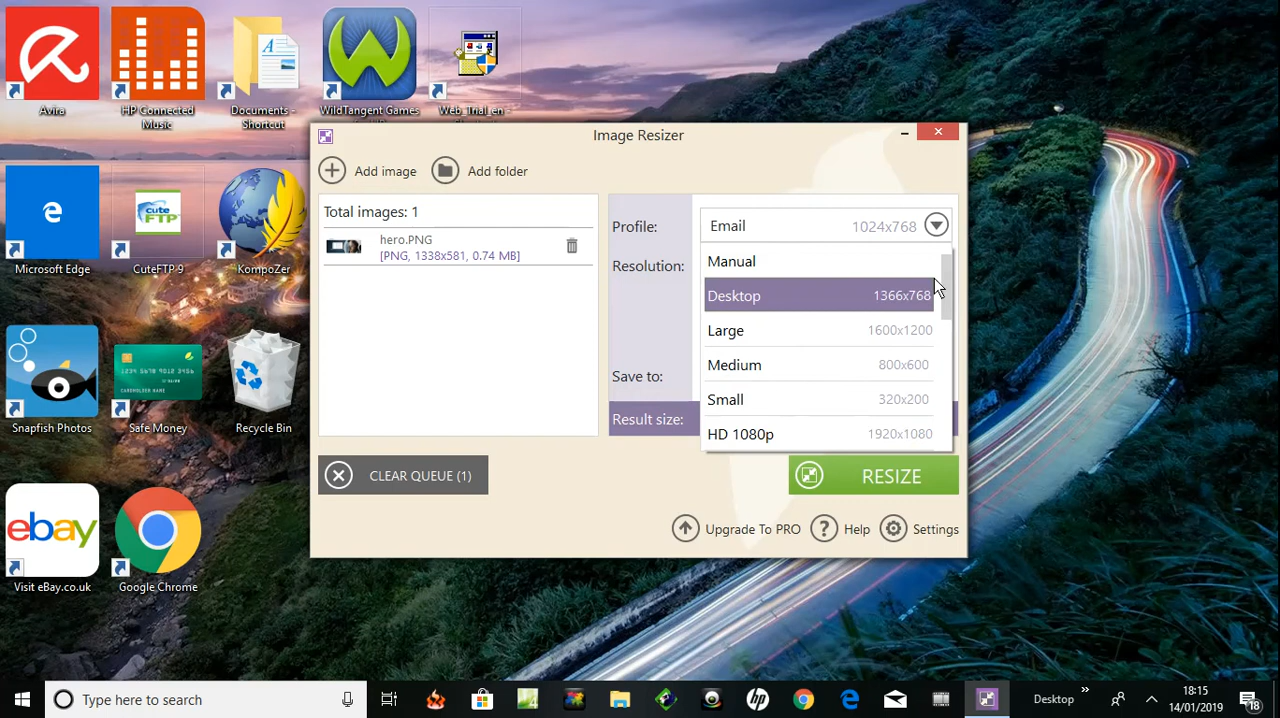 Avira
HP Connected
Music
Documents -
Shortcut
WildTangent Games
Web_Trial_en -
Microsoft Edge
CuteFTP 9
KompoZer
Snapfish Photos
Safe Money
Recycle Bin
ebay
Visit eBay.co.uk
Google Chrome
Image Resizer
Add image
Add folder
Total images: 1
hero.PNG
[PNG, 1338x581, 0.74 MB]
Profile:
Email 1024x768
Resolution:
Manual
Desktop 1366x768
Large 1600x1200
Medium 800x600
Small 320x200
HD 1080p 1920x1080
Save to:
Result size:
CLEAR QUEUE (1)
RESIZE
Upgrade To PRO
Help
Settings
Type here to search
Desktop
18:15
14/01/2019
18